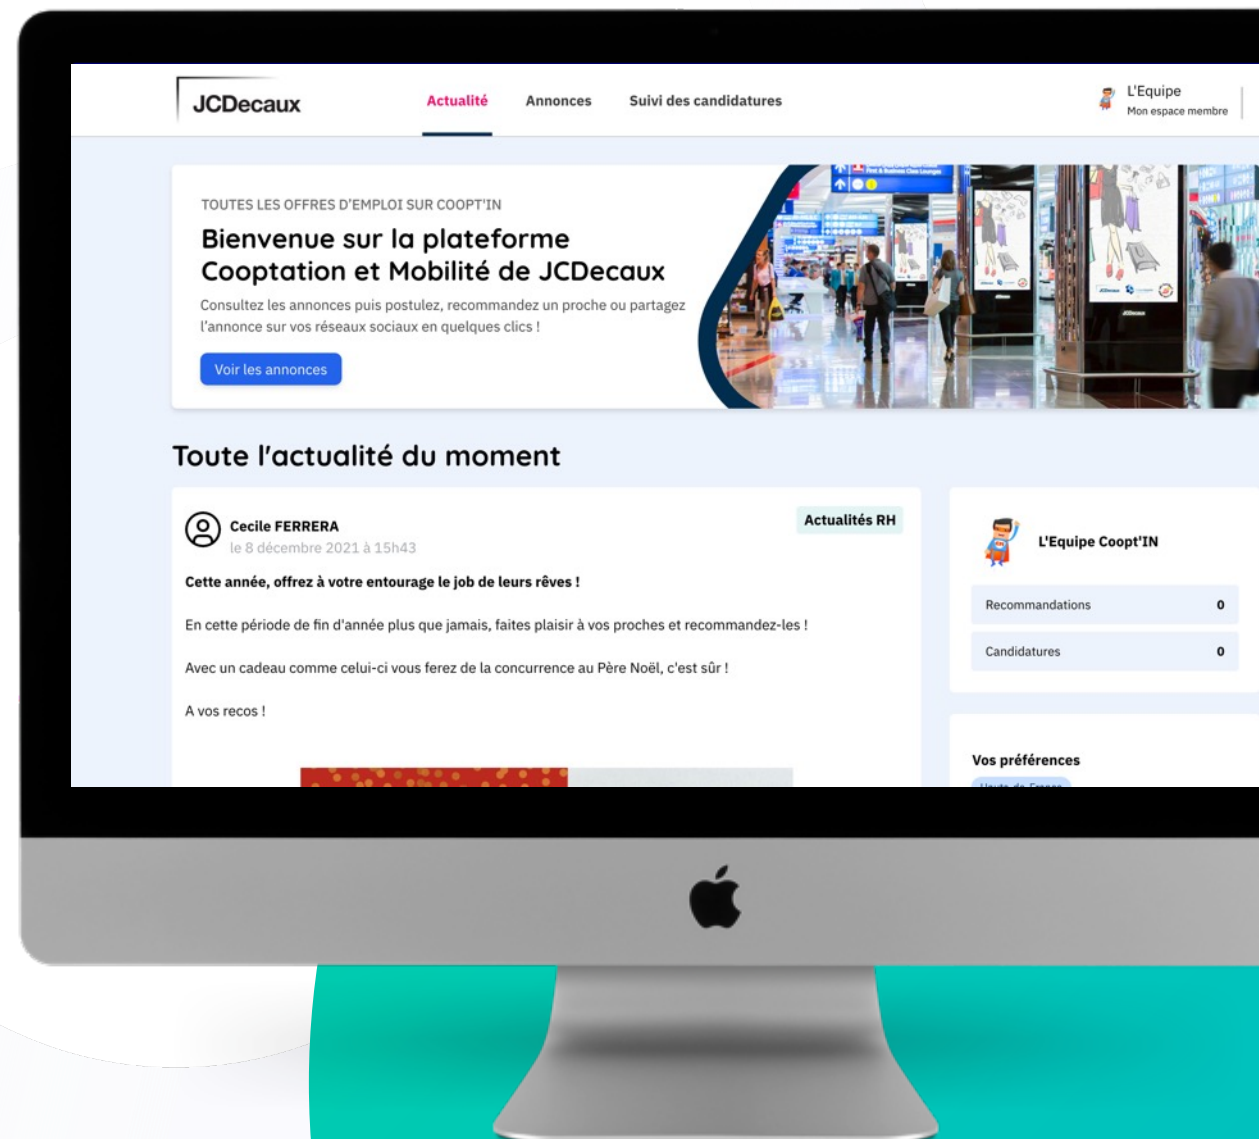 JCDecaux
Actualité
Annonces
Suivi des candidatures
L'Equipe
Mon espace membre
TOUTES LES OFFRES D'EMPLOI SUR COOPT'IN
Bienvenue sur la plateforme
Cooptation et Mobilité de JCDecaux
Consultez les annonces puis postulez, recommandez un proche ou partagez
l'annonce sur vos réseaux sociaux en quelques clics !
Voir les annonces
First & Business Class Lounges
JCDecaux
Toute l'actualité du moment
Cecile FERRERA
le 8 décembre 2021 à 15h43
Actualités RH
Cette année, offrez à votre entourage le job de leurs rêves !
En cette période de fin d'année plus que jamais, faites plaisir à vos proches et recommandez-les !
Avec un cadeau comme celui-ci vous ferez de la concurrence au Père Noël, c'est sûr !
A vos recos !
L'Equipe Coopt'IN
Recommandations 0
Candidatures 0
Vos préférences